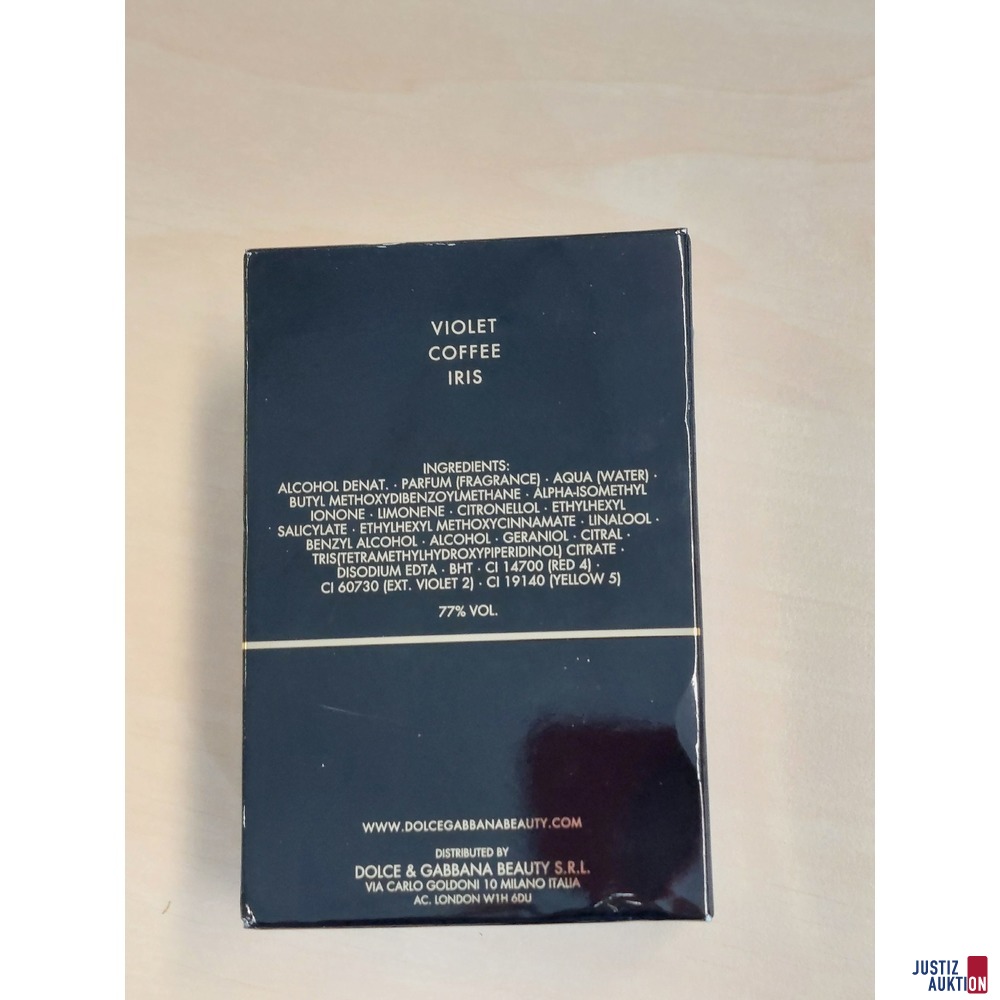 VIOLET
COFFEE
IRIS
INGREDIENTS:
ALCOHOL DENAT. · PARFUM (FRAGRANCE) · AQUA (WATER) ·
BUTYL METHOXYDIBENZOYLMETHANE · ALPHA-ISOMETHYL
IONONE · LIMONENE · CITRONELLOL · ETHYLHEXYL
SALICYLATE · ETHYLHEXYL METHOXYCINNAMATE · LINALOOL ·
BENZYL ALCOHOL · ALCOHOL · GERANIOL · CITRAL ·
TRIS(TETRAMETHYLHYDROXYPIPERIDINOL) CITRATE ·
DISODIUM EDTA · BHT · CI 14700 (RED 4) ·
CI 60730 (EXT. VIOLET 2) · CI 19140 (YELLOW 5)
77% VOL.
WWW.DOLCEGABBANABEAUTY.COM
DISTRIBUTED BY
DOLCE & GABBANA BEAUTY S.R.L.
VIA CARLO GOLDONI 10 MILANO ITALIA
AC. LONDON W1H 6DU
JUSTIZ
AUKTION